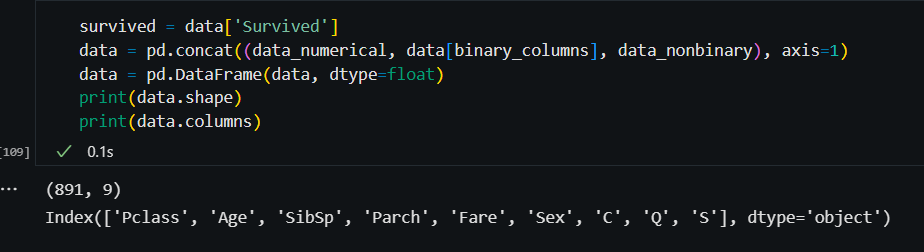 survived = data['Survived']
data = pd.concat((data_numerical, data[binary_columns], data_nonbinary), axis=1)
data = pd.DataFrame(data, dtype=float)
print(data.shape)
print(data.columns)
[109]
0.1s
...
(891, 9)
Index(['Pclass', 'Age', 'SibSp', 'Parch', 'Fare', 'Sex', 'C', 'Q', 'S'], dtype='object')